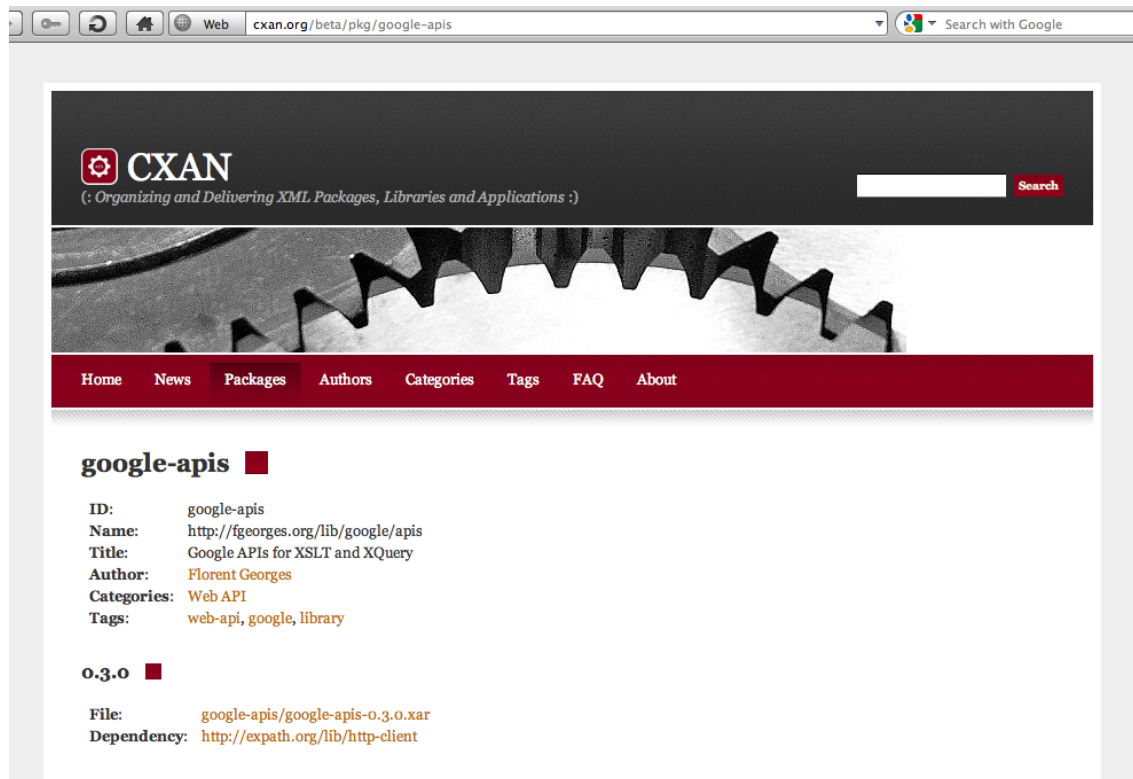 Web cxan.org/beta/pkg/google-apis Search with Google
CXAN
(: Organizing and Delivering XML Packages, Libraries and Applications :)
Search
Home News Packages Authors Categories Tags FAQ About
google-apis
ID: google-apis
Name: http://fgeorges.org/lib/google/apis
Title: Google APIs for XSLT and XQuery
Author: Florent Georges
Categories: Web API
Tags: web-api, google, library
0.3.0
File: google-apis/google-apis-0.3.0.xar
Dependency: http://expath.org/lib/http-client